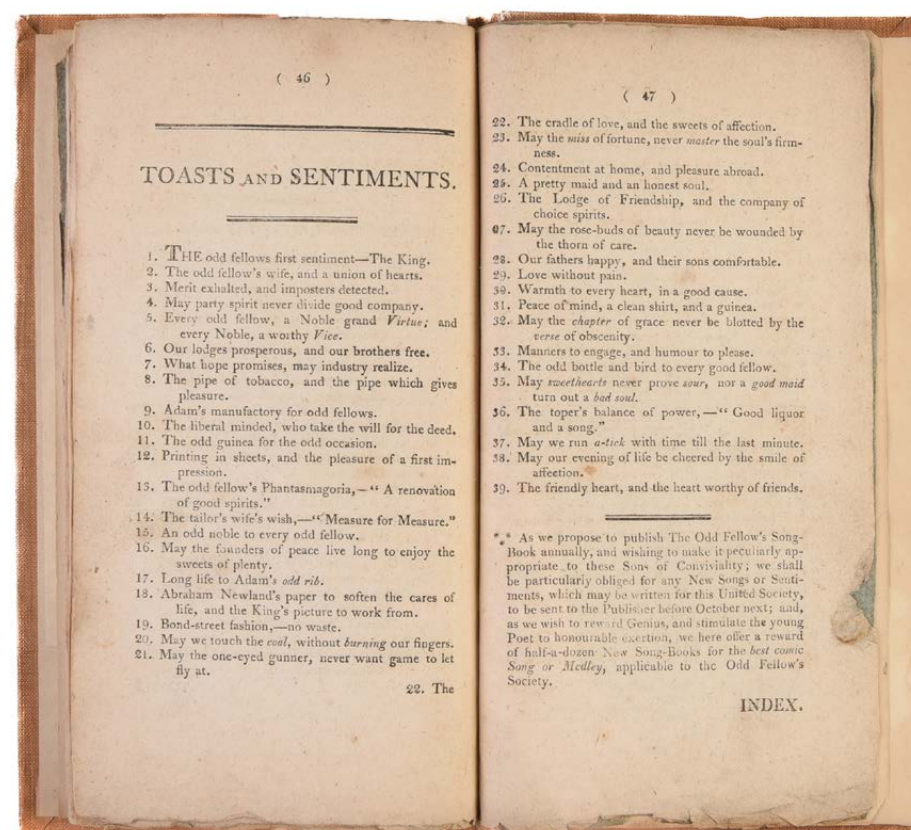 ( 46 )
TOASTS AND SENTIMENTS.
1. THE odd fellows first sentiment—The King.
2. The odd fellow's wife, and a union of hearts.
3. Merit exhalted, and imposters detected.
4. May party spirit never divide good company.
5. Every odd fellow, a Noble grand Virtue; and
every Noble, a worthy Vice.
6. Our lodges prosperous, and our brothers free.
7. What hope promises, may industry realize.
8. The pipe of tobacco, and the pipe which gives
pleasure.
9. Adam's manufactory for odd fellows.
10. The liberal minded, who take the will for the deed.
11. The odd guinea for the odd occasion.
12. Printing in sheets, and the pleasure of a first im-
pression.
13. The odd fellow's Phantasmagoria,—“ A renovation
of good spirits.”
14. The tailor's wife's wish,—“ Measure for Measure.”
15. An odd noble to every odd fellow.
16. May the founders of peace live long to enjoy the
sweets of plenty.
17. Long life to Adam's odd rib.
18. Abraham Newland's paper to soften the cares of
life, and the King's picture to work from.
19. Bond-street fashion,—no waste.
20. May we touch the coal, without burning our fingers.
21. May the one-eyed gunner, never want game to let
fly at.
22. The
( 47 )
22. The cradle of love, and the sweets of affection.
23. May the miss of fortune, never master the soul's firm-
ness.
24. Contentment at home, and pleasure abroad.
25. A pretty maid and an honest soul.
26. The Lodge of Friendship, and the company of
choice spirits.
27. May the rose-buds of beauty never be wounded by
the thorn of care.
28. Our fathers happy, and their sons comfortable.
29. Love without pain.
30. Warmth to every heart, in a good cause.
31. Peace of mind, a clean shirt, and a guinea.
32. May the chapter of grace never be blotted by the
verse of obscenity.
33. Manners to engage, and humour to please.
34. The odd bottle and bird to every good fellow.
35. May sweethearts never prove sour, nor a good maid
turn out a bad soul.
36. The toper's balance of power,—“ Good liquor
and a song.”
37. May we run a-tick with time till the last minute.
38. May our evening of life be cheered by the smile of
affection.
39. The friendly heart, and the heart worthy of friends.
*⁎* As we propose to publish The Odd Fellow's Song-
Book annually, and wishing to make it peculiarly ap-
propriate to these Sons of Conviviality; we shall
be particularly obliged for any New Songs or Senti-
ments, which may be written for this United Society,
to be sent to the Publisher before October next; and,
as we wish to reward Genius, and stimulate the young
Poet to honourable exertion, we here offer a reward
of half-a-dozen New Song-Books for the best comic
Song or Medley, applicable to the Odd Fellow's
Society.
INDEX.